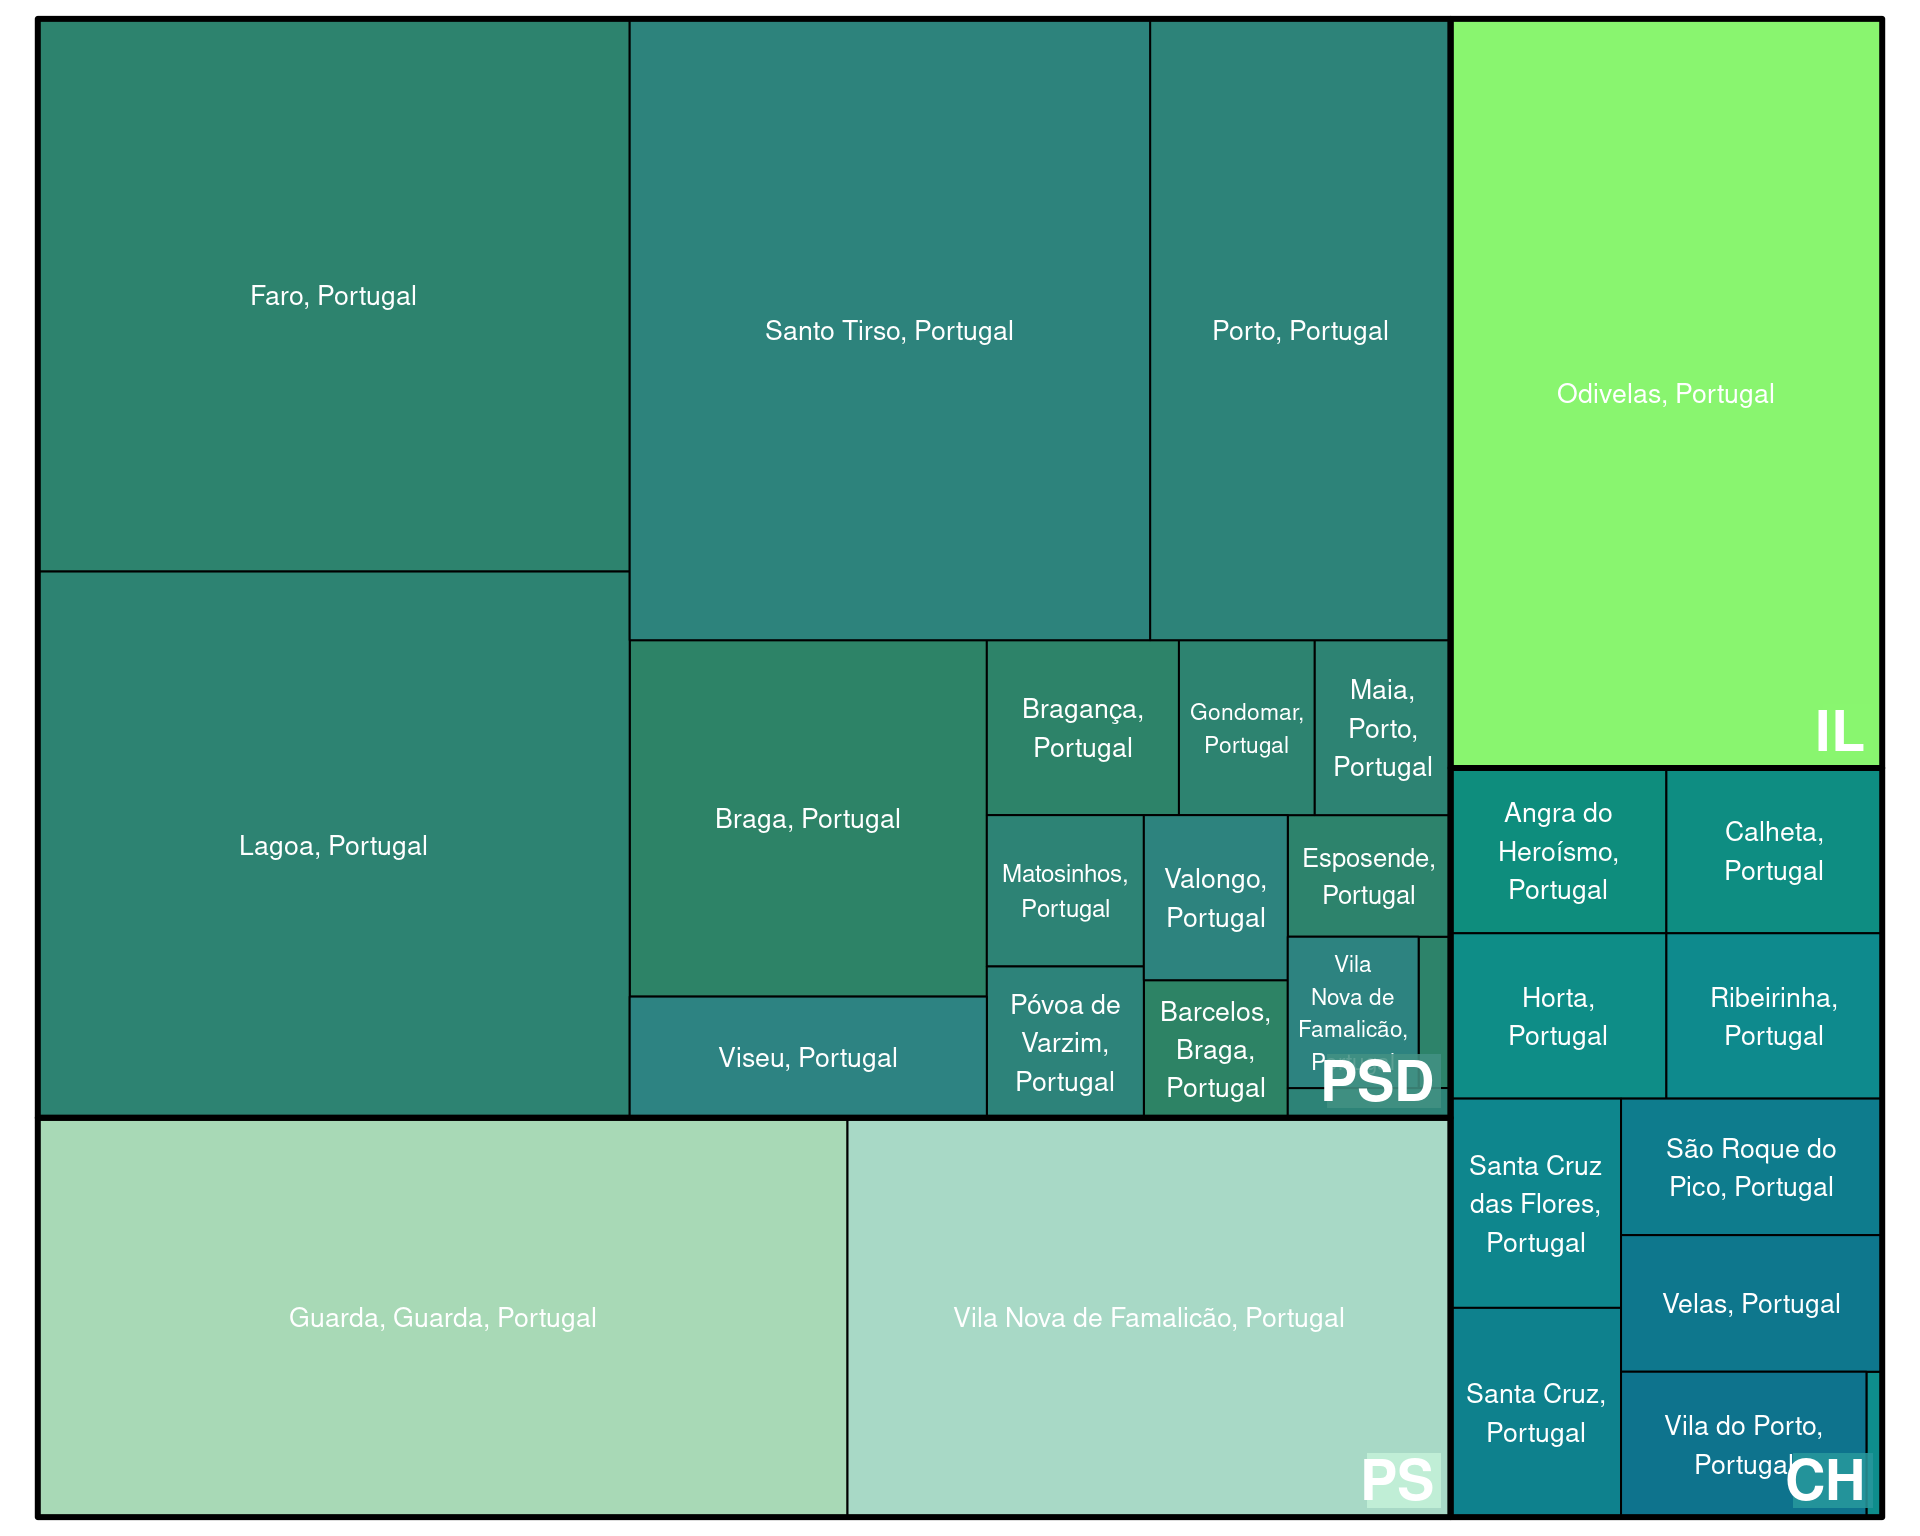 Faro, Portugal
Santo Tirso, Portugal
Porto, Portugal
Odivelas, Portugal
IL
Lagoa, Portugal
Braga, Portugal
Viseu, Portugal
Bragança,
Portugal
Gondomar,
Portugal
Maia,
Porto,
Portugal
Matosinhos,
Portugal
Valongo,
Portugal
Esposende,
Portugal
Póvoa de
Varzim,
Portugal
Barcelos,
Braga,
Portugal
Vila
Nova de
Famalicão,
PSD
Angra do
Heroísmo,
Portugal
Calheta,
Portugal
Horta,
Portugal
Ribeirinha,
Portugal
Santa Cruz
das Flores,
Portugal
São Roque do
Pico, Portugal
Velas, Portugal
Santa Cruz,
Portugal
Vila do Porto,
Portugal
CH
Guarda, Guarda, Portugal
Vila Nova de Famalicão, Portugal
PS